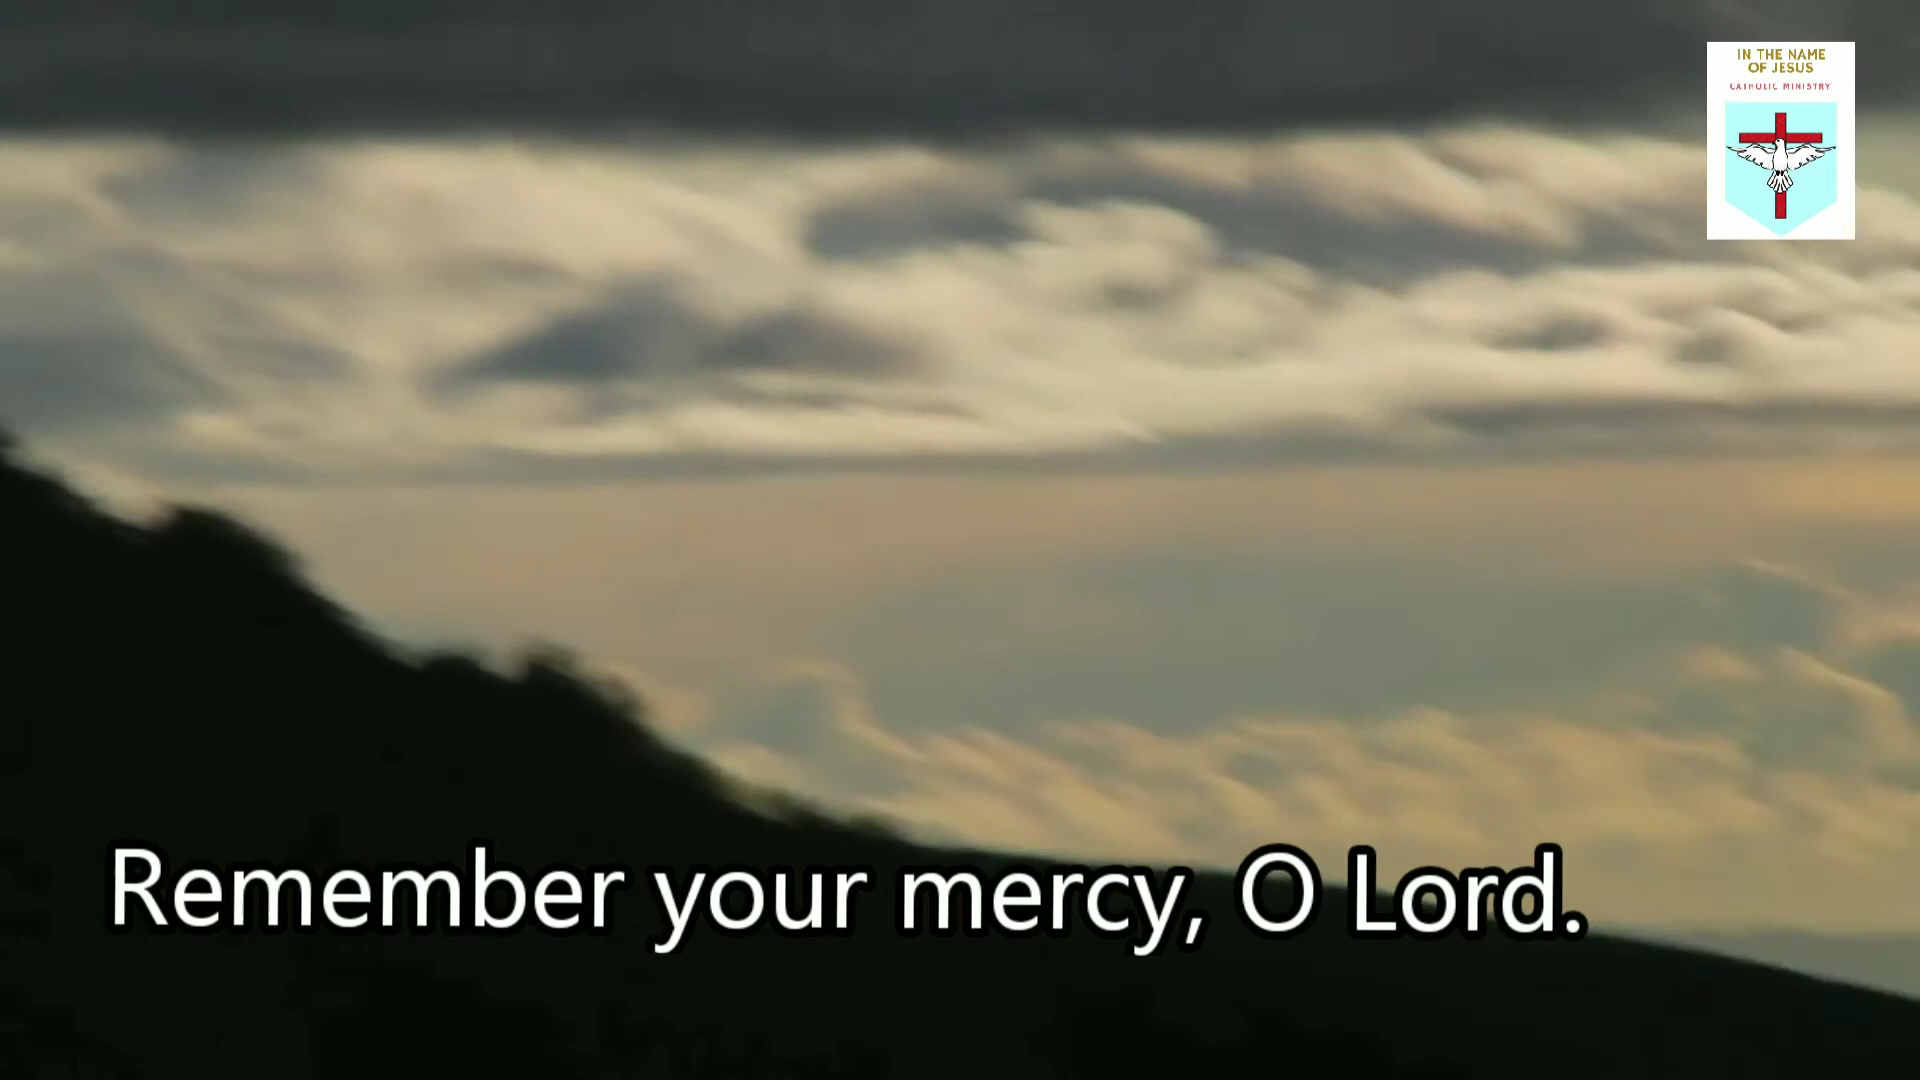 IN THE NAME
OF JESUS
CATHOLIC MINISTRY
Remember your mercy, O Lord.